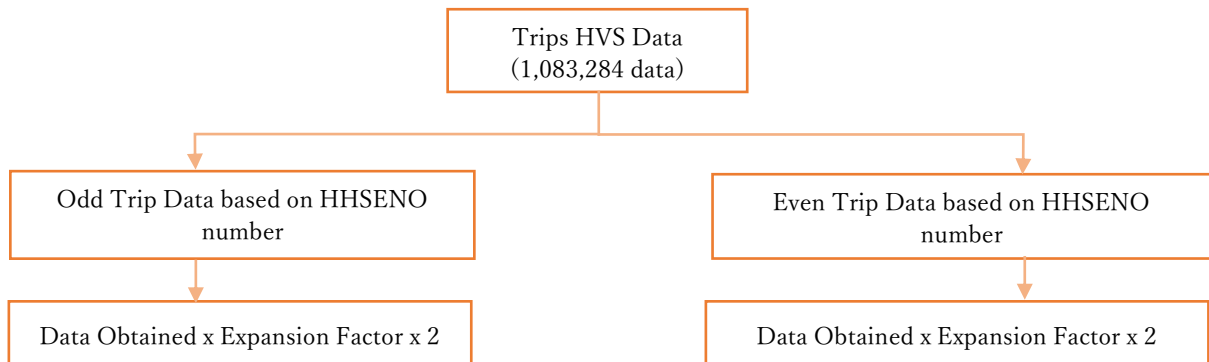 Trips HVS Data
(1,083,284 data)
Odd Trip Data based on HHSENO
number
Even Trip Data based on HHSENO
number
Data Obtained x Expansion Factor x 2
Data Obtained x Expansion Factor x 2